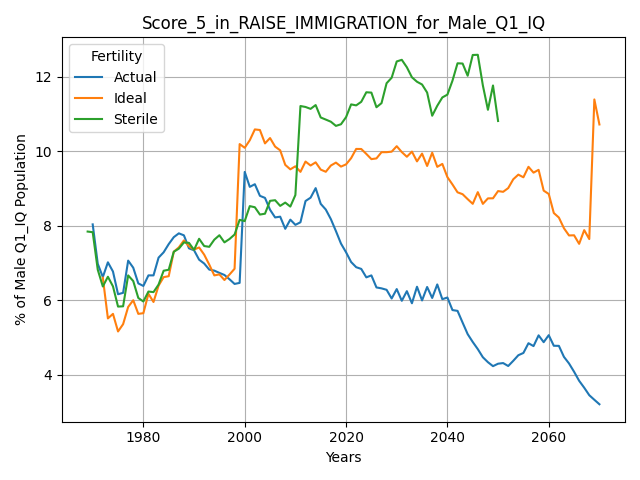 Score_5_in_RAISE_IMMIGRATION_for_Male_Q1_IQ
Fertility
Actual
Ideal
Sterile
% of Male Q1_IQ Population
12
10
8
6
4
1980
2000
2020
2040
2060
Years